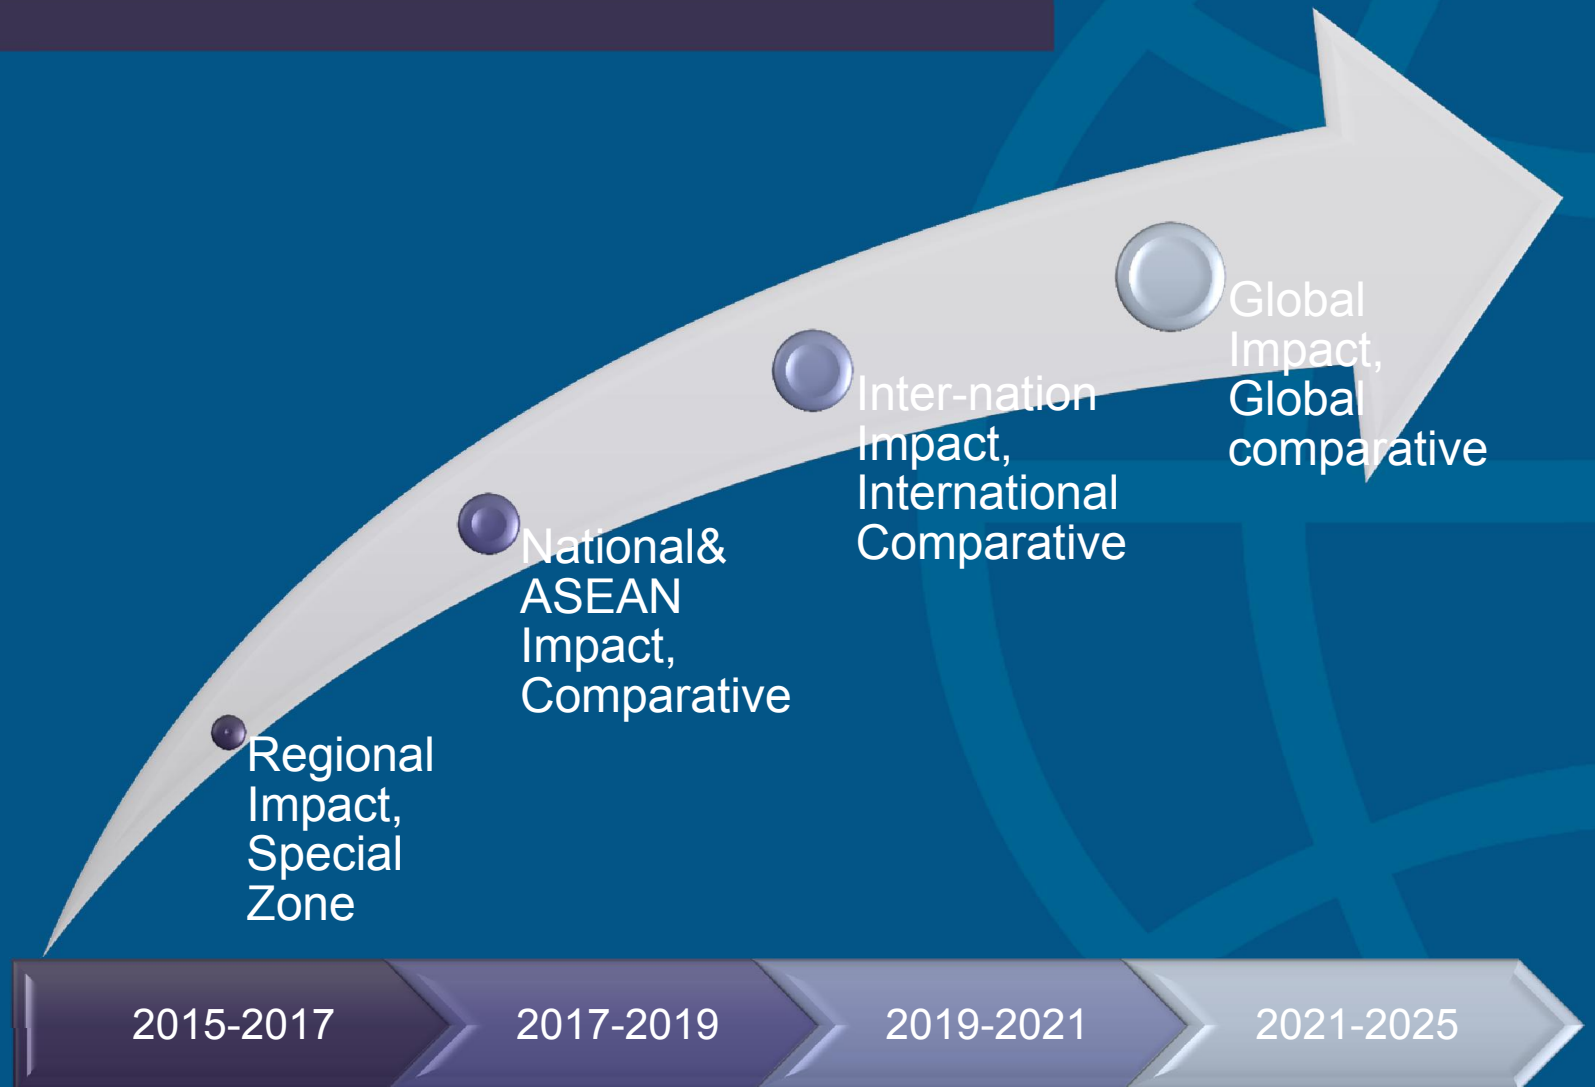 Global
Impact,
Global
comparative
Inter-nation
Impact,
International
Comparative
National&
ASEAN
Impact,
Comparative
Regional
Impact,
Special
Zone
2015-2017
2017-2019
2019-2021
2021-2025